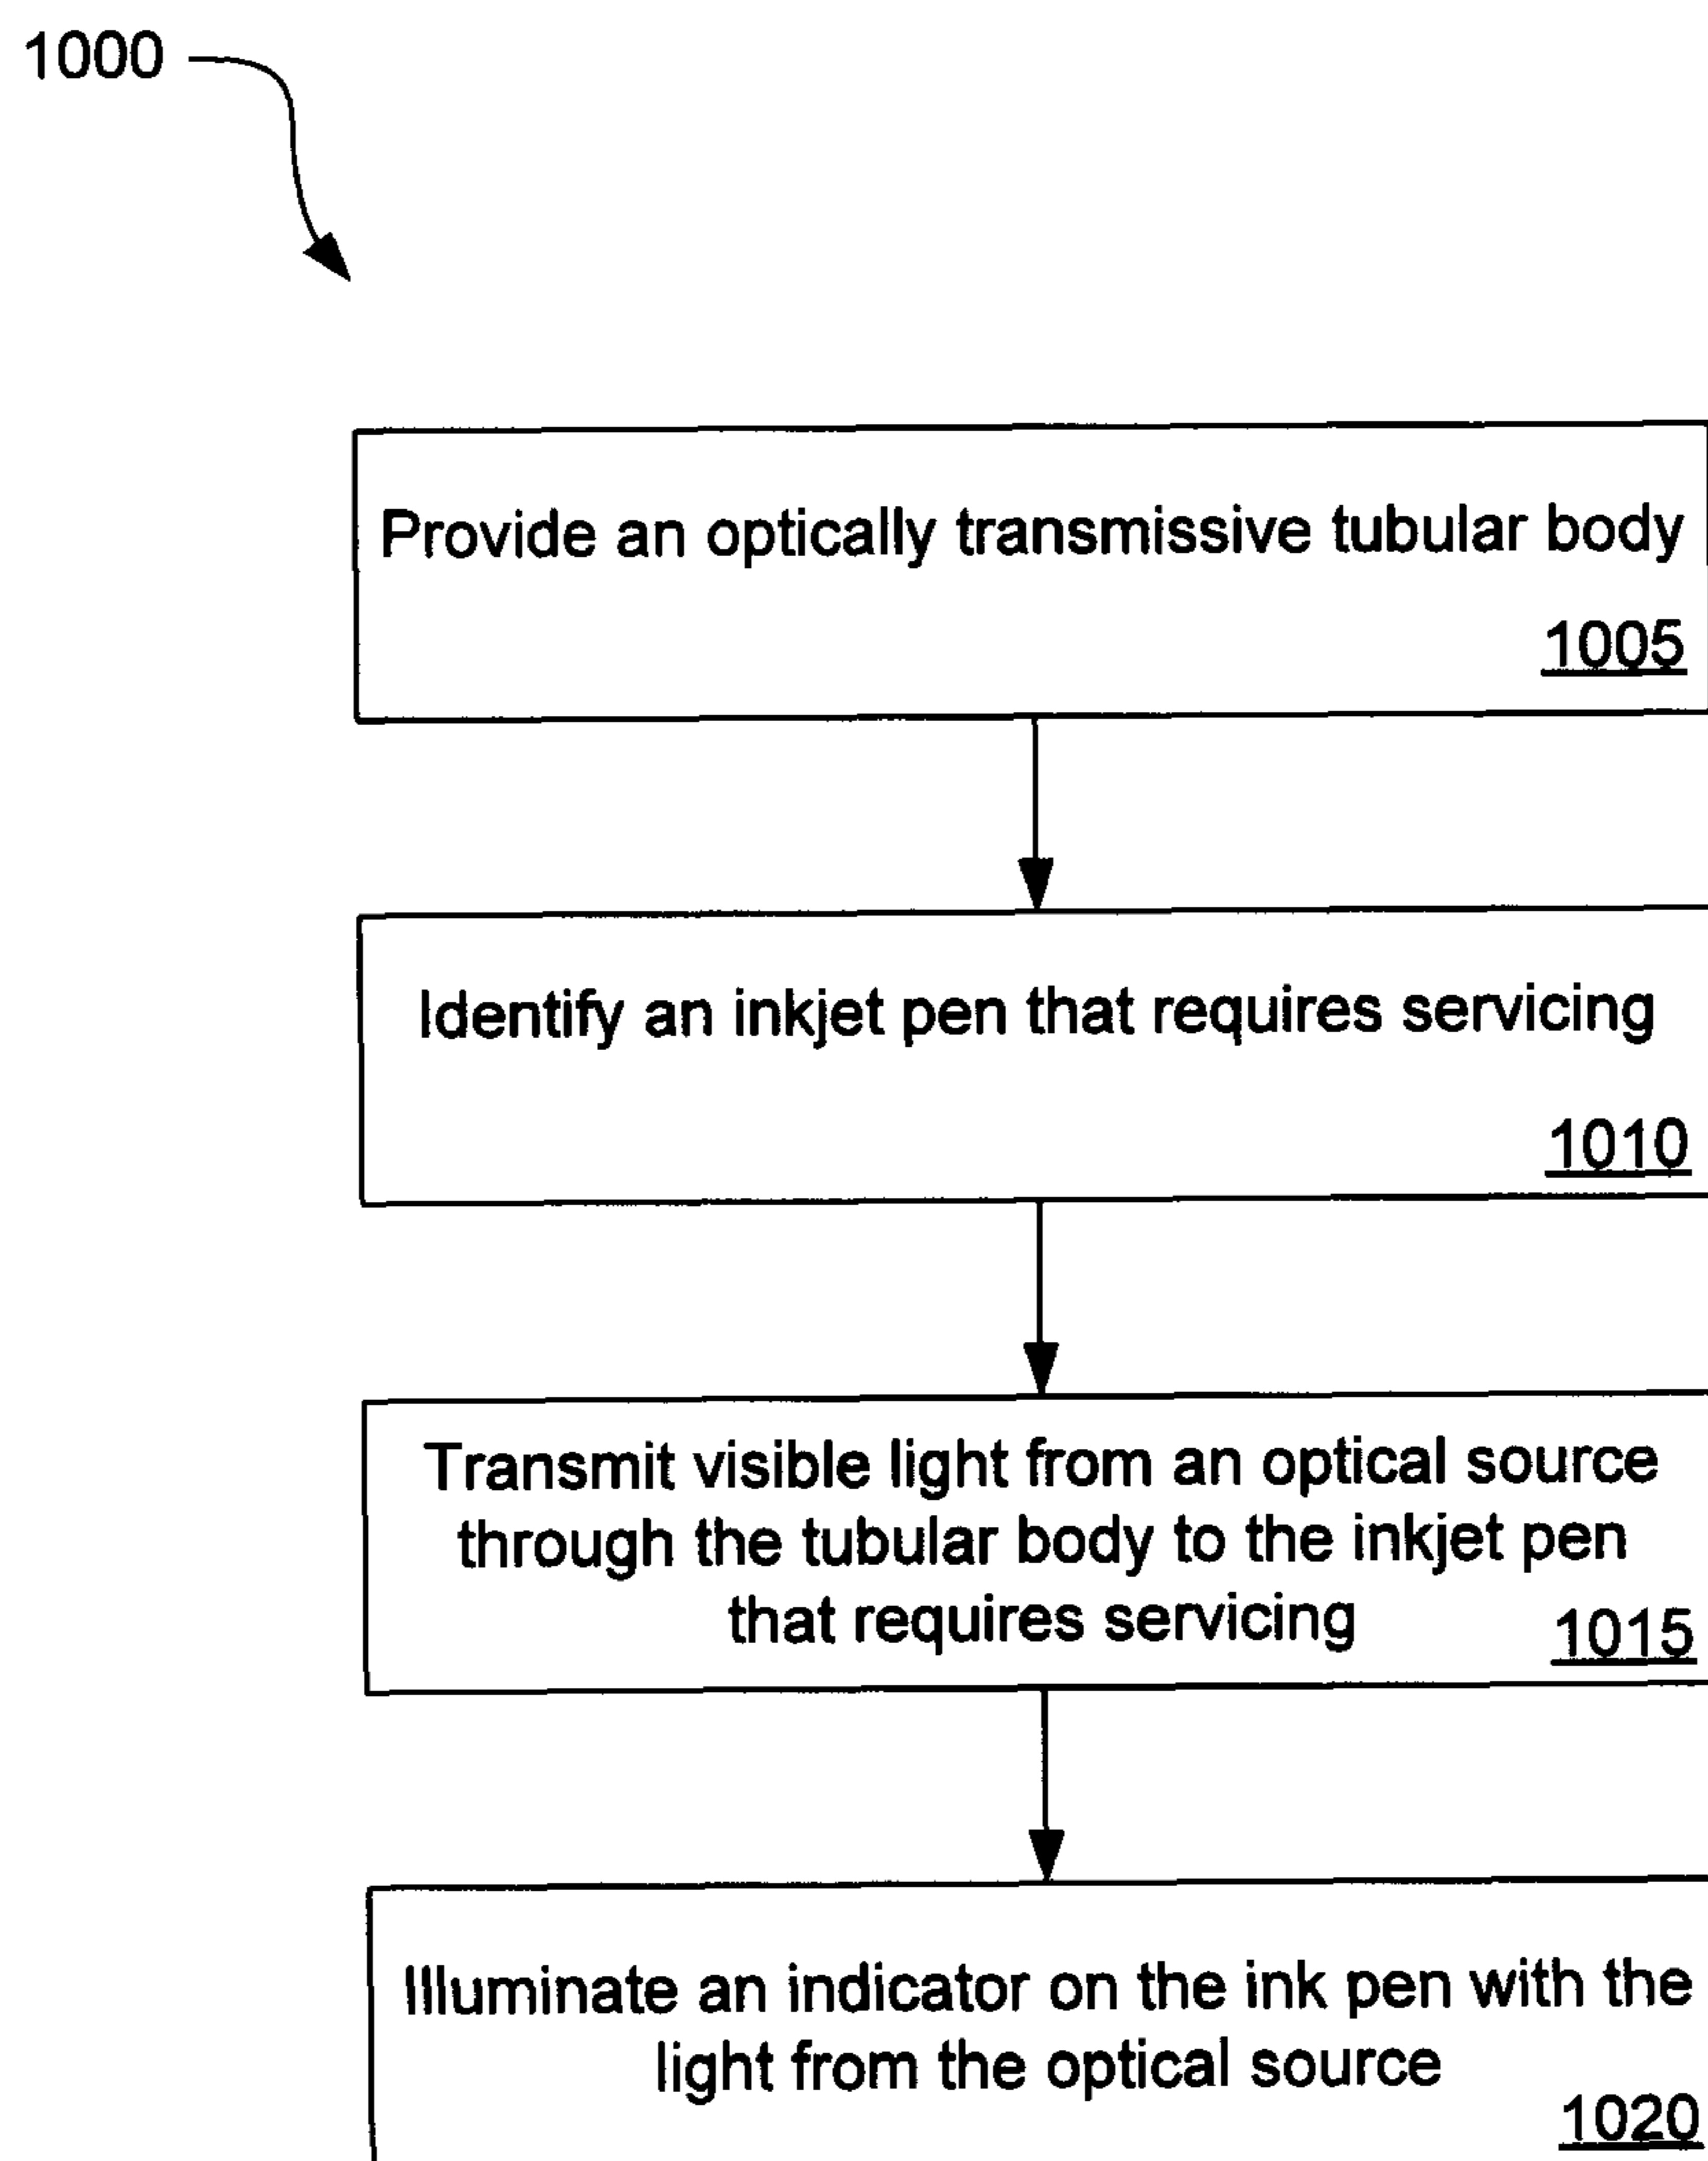 1000
Provide an optically transmissive tubular body
1005
Identify an inkjet pen that requires servicing
1010
Transmit visible light from an optical source
through the tubular body to the inkjet pen
that requires servicing
1015
Illuminate an indicator on the ink pen with the
light from the optical source
1020